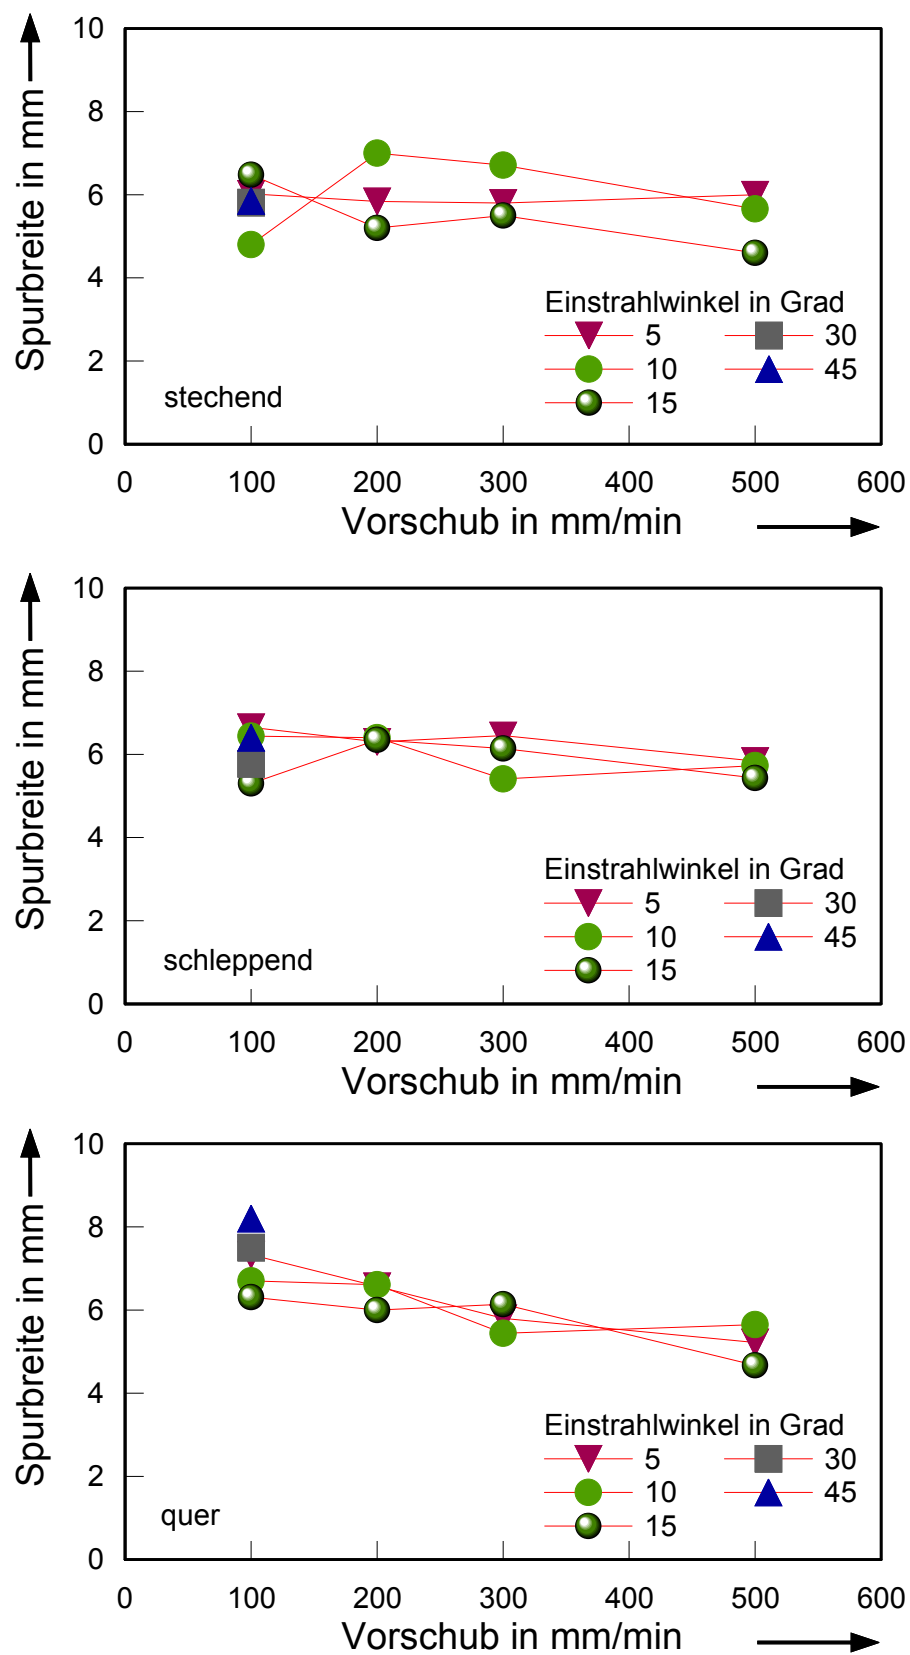 10
8
6
4
2
0
Spurbreite in mm
Einstrahlwinkel in Grad
5 30
10 45
15
stechend
0 100 200 300 400 500 600
Vorschub in mm/min
10
8
6
4
2
0
Spurbreite in mm
Einstrahlwinkel in Grad
5 30
10 45
15
schleppend
0 100 200 300 400 500 600
Vorschub in mm/min
10
8
6
4
2
0
Spurbreite in mm
Einstrahlwinkel in Grad
5 30
10 45
15
quer
0 100 200 300 400 500 600
Vorschub in mm/min